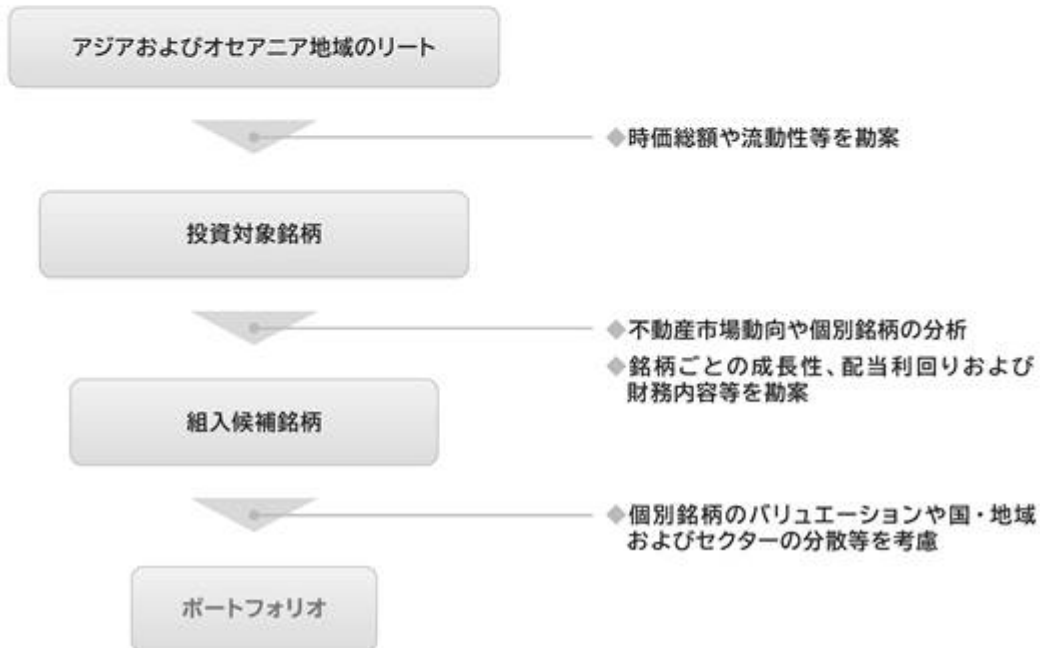 アジアおよびオセアニア地域のリート
◆時価総額や流動性等を勘案
投資対象銘柄
◆不動産市場動向や個別銘柄の分析
◆銘柄ごとの成長性、配当利回りおよび
財務内容等を勘案
組入候補銘柄
◆個別銘柄のバリュエーションや国・地域
およびセクターの分散等を考慮
ポートフォリオ